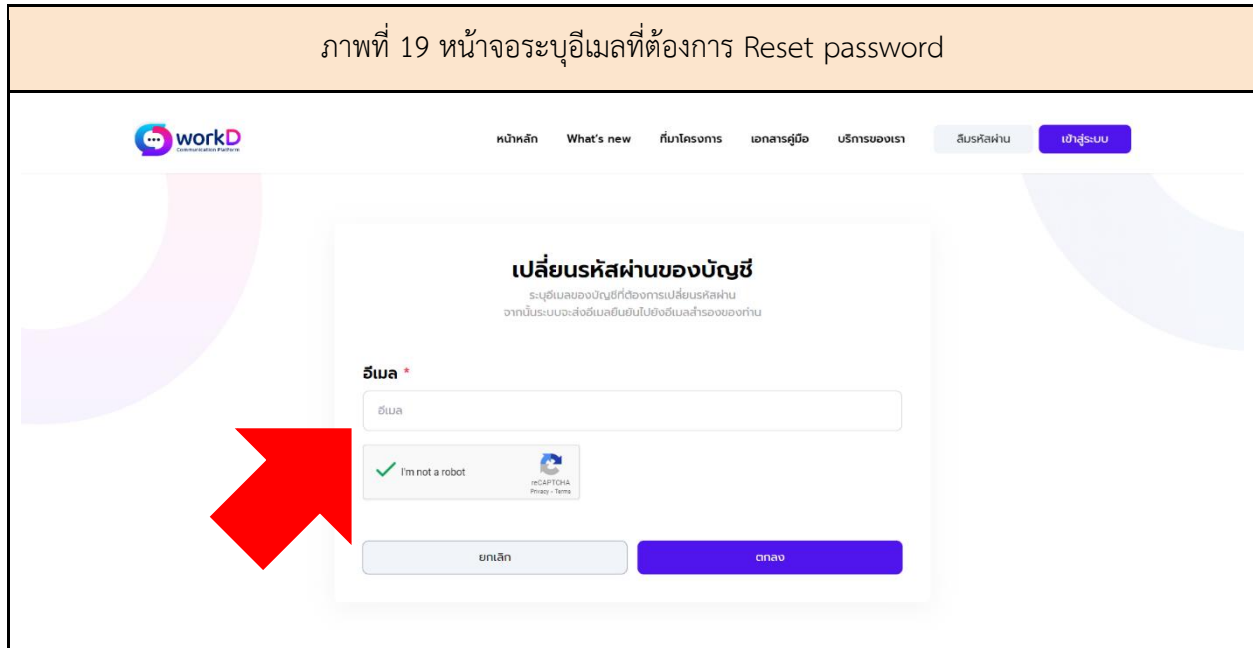 ภาพที่ 19 หน้าจอระบุอีเมลที่ต้องการ Reset password
workD
Communication Platform
หน้าหลัก What's new ที่มาโครงการ เอกสารคู่มือ บริการของเรา ลืมรหัสผ่าน เข้าสู่ระบบ
เปลี่ยนรหัสผ่านของบัญชี
ระบุอีเมลของบัญชีที่ต้องการเปลี่ยนรหัสผ่าน
จากนั้นระบบจะส่งอีเมลยืนยันไปยังอีเมลสำรองของท่าน
อีเมล *
อีเมล
I'm not a robot
reCAPTCHA
Privacy - Terms
ยกเลิก ตกลง